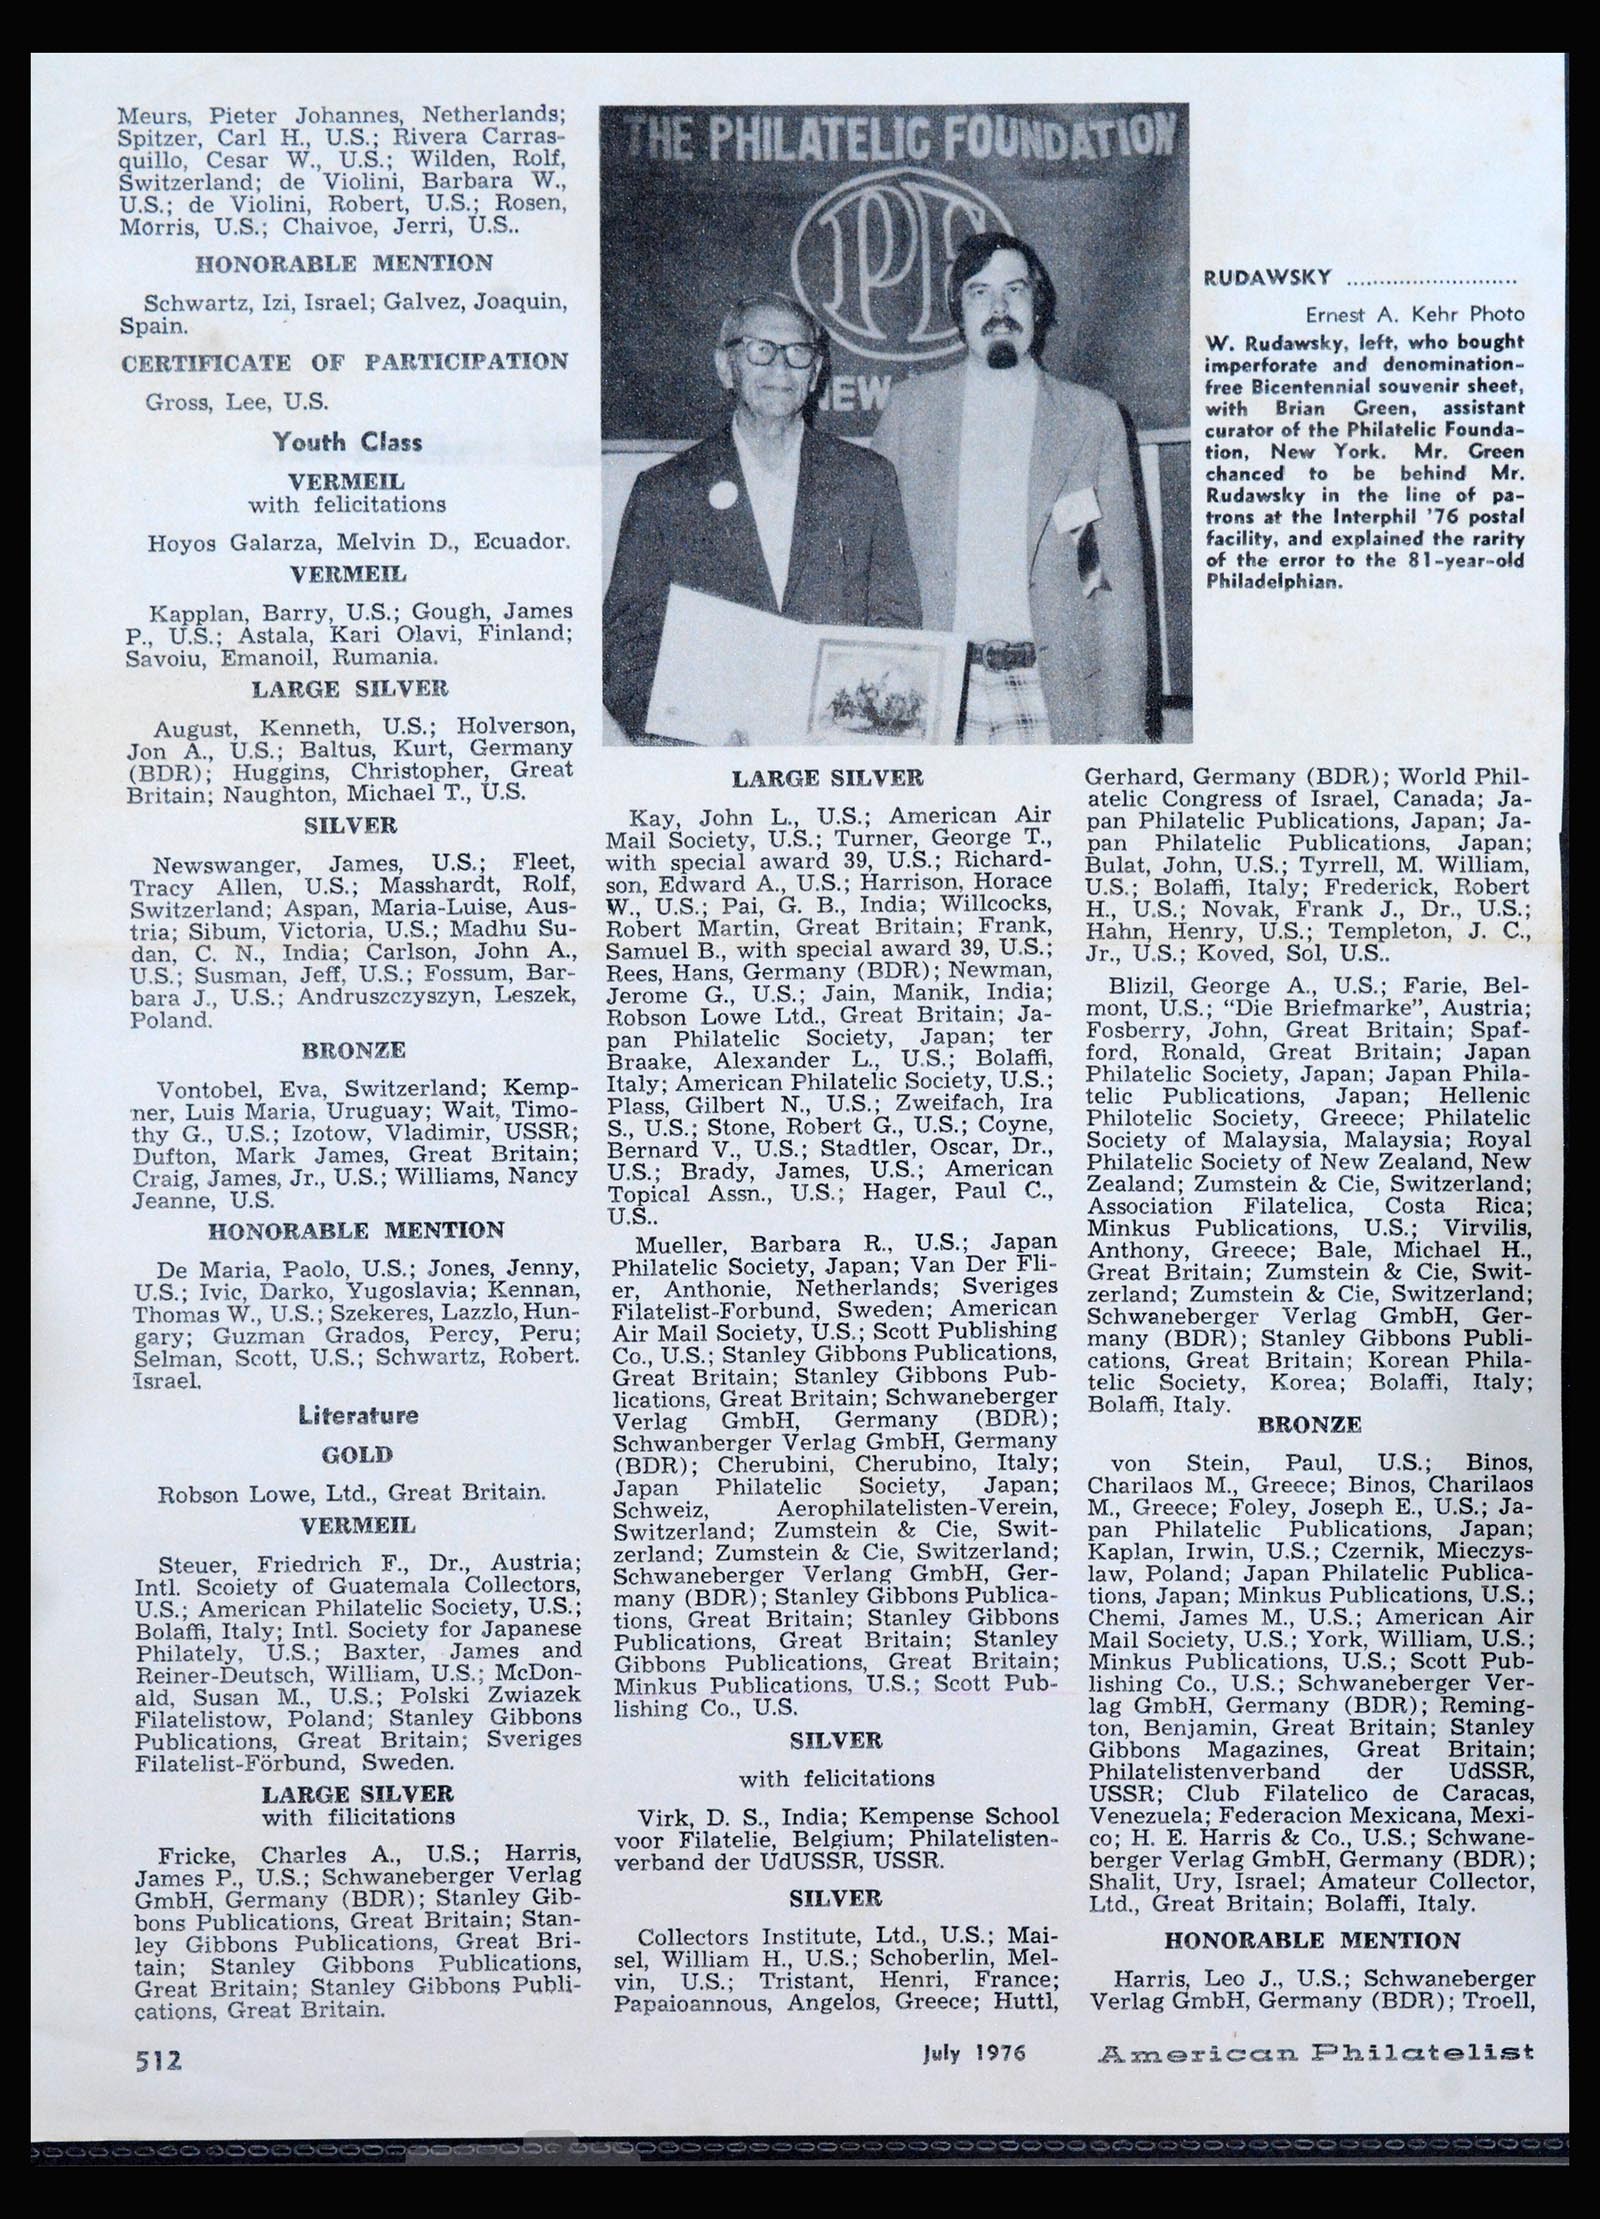 Meurs, Pieter Johannes, Netherlands;
Spitzer, Carl H., U.S.; Rivera Carras-
quillo, Cesar W., U.S.; Wilden, Rolf,
Switzerland; de Violini, Barbara W.,
U.S.; de Violini, Robert, U.S.; Rosen,
Morris, U.S.; Chaivoe, Jerri, U.S..
HONORABLE MENTION
Schwartz, Izi, Israel; Galvez, Joaquin,
Spain.
CERTIFICATE OF PARTICIPATION
Gross, Lee, U.S.
Youth Class
VERMEIL
with felicitations
Hoyos Galarza, Melvin D., Ecuador.
VERMEIL
Kapplan, Barry, U.S.; Gough, James
P., U.S.; Astala, Kari Olavi, Finland;
Savoiu, Emanoil, Rumania.
LARGE SILVER
August, Kenneth, U.S.; Holverson,
Jon A., U.S.; Baltus, Kurt, Germany
(BDR); Huggins, Christopher, Great
Britain; Naughton, Michael T., U.S.
SILVER
Newswanger, James, U.S.; Fleet,
Tracy Allen, U.S.; Masshardt, Rolf,
Switzerland; Aspan, Maria-Luise, Aus-
tria; Sibum, Victoria, U.S.; Madhu Su-
dan, C. N., India; Carlson, John A.,
U.S.; Susman, Jeff, U.S.; Fossum, Bar-
bara J., U.S.; Andruszczyszyn, Leszek,
Poland.
BRONZE
Vontobel, Eva, Switzerland; Kemp-
ner, Luis Maria, Uruguay; Wait, Timo-
thy G., U.S.; Izotow, Vladimir, USSR;
Dufton, Mark James, Great Britain;
Craig, James, Jr., U.S.; Williams, Nancy
Jeanne, U.S.
HONORABLE MENTION
De Maria, Paolo, U.S.; Jones, Jenny,
U.S.; Ivic, Darko, Yugoslavia; Kennan,
Thomas W., U.S.; Szekeres, Lazzlo, Hun-
gary; Guzman Grados, Percy, Peru;
Selman, Scott, U.S.; Schwartz, Robert.
Israel.
Literature
GOLD
Robson Lowe, Ltd., Great Britain.
VERMEIL
Steuer, Friedrich F., Dr., Austria;
Intl. Scoiety of Guatemala Collectors,
U.S.; American Philatelic Society, U.S.;
Bolaffi, Italy; Intl. Society for Japanese
Philately, U.S.; Baxter, James and
Reiner-Deutsch, William, U.S.; McDon-
ald, Susan M., U.S.; Polski Zwiazek
Filatelistow, Poland; Stanley Gibbons
Publications, Great Britain; Sveriges
Filatelist-Förbund, Sweden.
LARGE SILVER
with filicitations
Fricke, Charles A., U.S.; Harris,
James P., U.S.; Schwaneberger Verlag
GmbH, Germany (BDR); Stanley Gib-
bons Publications, Great Britain; Stan-
ley Gibbons Publications, Great Bri-
tain; Stanley Gibbons Publications,
Great Britain; Stanley Gibbons Publi-
cations, Great Britain.
THE PHILATELIC FOUNDATION
PF
NEW
RUDAWSKY ..........................
Ernest A. Kehr Photo
W. Rudawsky, left, who bought
imperforate and denomination-
free Bicentennial souvenir sheet,
with Brian Green, assistant
curator of the Philatelic Founda-
tion, New York. Mr. Green
chanced to be behind Mr.
Rudawsky in the line of pa-
trons at the Interphil '76 postal
facility, and explained the rarity
of the error to the 81-year-old
Philadelphian.
LARGE SILVER
Kay, John L., U.S.; American Air
Mail Society, U.S.; Turner, George T.,
with special award 39, U.S.; Richard-
son, Edward A., U.S.; Harrison, Horace
W., U.S.; Pai, G. B., India; Willcocks,
Robert Martin, Great Britain; Frank,
Samuel B., with special award 39, U.S.;
Rees, Hans, Germany (BDR); Newman,
Jerome G., U.S.; Jain, Manik, India;
Robson Lowe Ltd., Great Britain; Ja-
pan Philatelic Society, Japan; ter
Braake, Alexander L., U.S.; Bolaffi,
Italy; American Philatelic Society, U.S.;
Plass, Gilbert N., U.S.; Zweifach, Ira
S., U.S.; Stone, Robert G., U.S.; Coyne,
Bernard V., U.S.; Stadtler, Oscar, Dr.,
U.S.; Brady, James, U.S.; American
Topical Assn., U.S.; Hager, Paul C.,
U.S..
Mueller, Barbara R., U.S.; Japan
Philatelic Society, Japan; Van Der Fli-
er, Anthonie, Netherlands; Sveriges
Filatelist-Forbund, Sweden; American
Air Mail Society, U.S.; Scott Publishing
Co., U.S.; Stanley Gibbons Publications,
Great Britain; Stanley Gibbons Pub-
lications, Great Britain; Schwaneberger
Verlag GmbH, Germany (BDR);
Schwanberger Verlag GmbH, Germany
(BDR); Cherubini, Cherubino, Italy;
Japan Philatelic Society, Japan;
Schweiz, Aerophilatelisten-Verein,
Switzerland; Zumstein & Cie, Swit-
zerland; Zumstein & Cie, Switzerland;
Schwaneberger Verlang GmbH, Ger-
many (BDR); Stanley Gibbons Publica-
tions, Great Britain; Stanley Gibbons
Publications, Great Britain; Stanley
Gibbons Publications, Great Britain;
Minkus Publications, U.S.; Scott Pub-
lishing Co., U.S.
SILVER
with felicitations
Virk, D. S., India; Kempense School
voor Filatelie, Belgium; Philatelisten-
verband der UdUSSR, USSR.
SILVER
Collectors Institute, Ltd., U.S.; Mai-
sel, William H., U.S.; Schoberlin, Mel-
vin, U.S.; Tristant, Henri, France;
Papaioannous, Angelos, Greece; Huttl,
Gerhard, Germany (BDR); World Phil-
atelic Congress of Israel, Canada; Ja-
pan Philatelic Publications, Japan; Ja-
pan Philatelic Publications, Japan;
Bulat, John, U.S.; Tyrrell, M. William,
U.S.; Bolaffi, Italy; Frederick, Robert
H., U.S.; Novak, Frank J., Dr., U.S.;
Hahn, Henry, U.S.; Templeton, J. C.,
Jr., U.S.; Koved, Sol, U.S..
Blizil, George A., U.S.; Farie, Bel-
mont, U.S.; “Die Briefmarke”, Austria;
Fosberry, John, Great Britain; Spaf-
ford, Ronald, Great Britain; Japan
Philatelic Society, Japan; Japan Phila-
telic Publications, Japan; Hellenic
Philotelic Society, Greece; Philatelic
Society of Malaysia, Malaysia; Royal
Philatelic Society of New Zealand, New
Zealand; Zumstein & Cie, Switzerland;
Association Filatelica, Costa Rica;
Minkus Publications, U.S.; Virvilis,
Anthony, Greece; Bale, Michael H.,
Great Britain; Zumstein & Cie, Swit-
zerland; Zumstein & Cie, Switzerland;
Schwaneberger Verlag GmbH, Ger-
many (BDR); Stanley Gibbons Publi-
cations, Great Britain; Korean Phila-
telic Society, Korea; Bolaffi, Italy;
Bolaffi, Italy.
BRONZE
von Stein, Paul, U.S.; Binos,
Charilaos M., Greece; Binos, Charilaos
M., Greece; Foley, Joseph E., U.S.; Ja-
pan Philatelic Publications, Japan;
Kaplan, Irwin, U.S.; Czernik, Mieczys-
law, Poland; Japan Philatelic Publica-
tions, Japan; Minkus Publications, U.S.;
Chemi, James M., U.S.; American Air
Mail Society, U.S.; York, William, U.S.;
Minkus Publications, U.S.; Scott Pub-
lishing Co., U.S.; Schwaneberger Ver-
lag GmbH, Germany (BDR); Reming-
ton, Benjamin, Great Britain; Stanley
Gibbons Magazines, Great Britain;
Philatelistenverband der UdSSR,
USSR; Club Filatelico de Caracas,
Venezuela; Federacion Mexicana, Mexi-
co; H. E. Harris & Co., U.S.; Schwane-
berger Verlag GmbH, Germany (BDR);
Shalit, Ury, Israel; Amateur Collector,
Ltd., Great Britain; Bolaffi, Italy.
HONORABLE MENTION
Harris, Leo J., U.S.; Schwaneberger
Verlag GmbH, Germany (BDR); Troell,
512
July 1976
American Philatelist